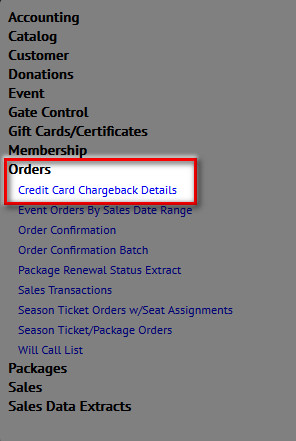 Accounting
Catalog
Customer
Donations
Event
Gate Control
Gift Cards/Certificates
Membership
Orders
Credit Card Chargeback Details
Event Orders By Sales Date Range
Order Confirmation
Order Confirmation Batch
Package Renewal Status Extract
Sales Transactions
Season Ticket Orders w/Seat Assignments
Season Ticket/Package Orders
Will Call List
Packages
Sales
Sales Data Extracts